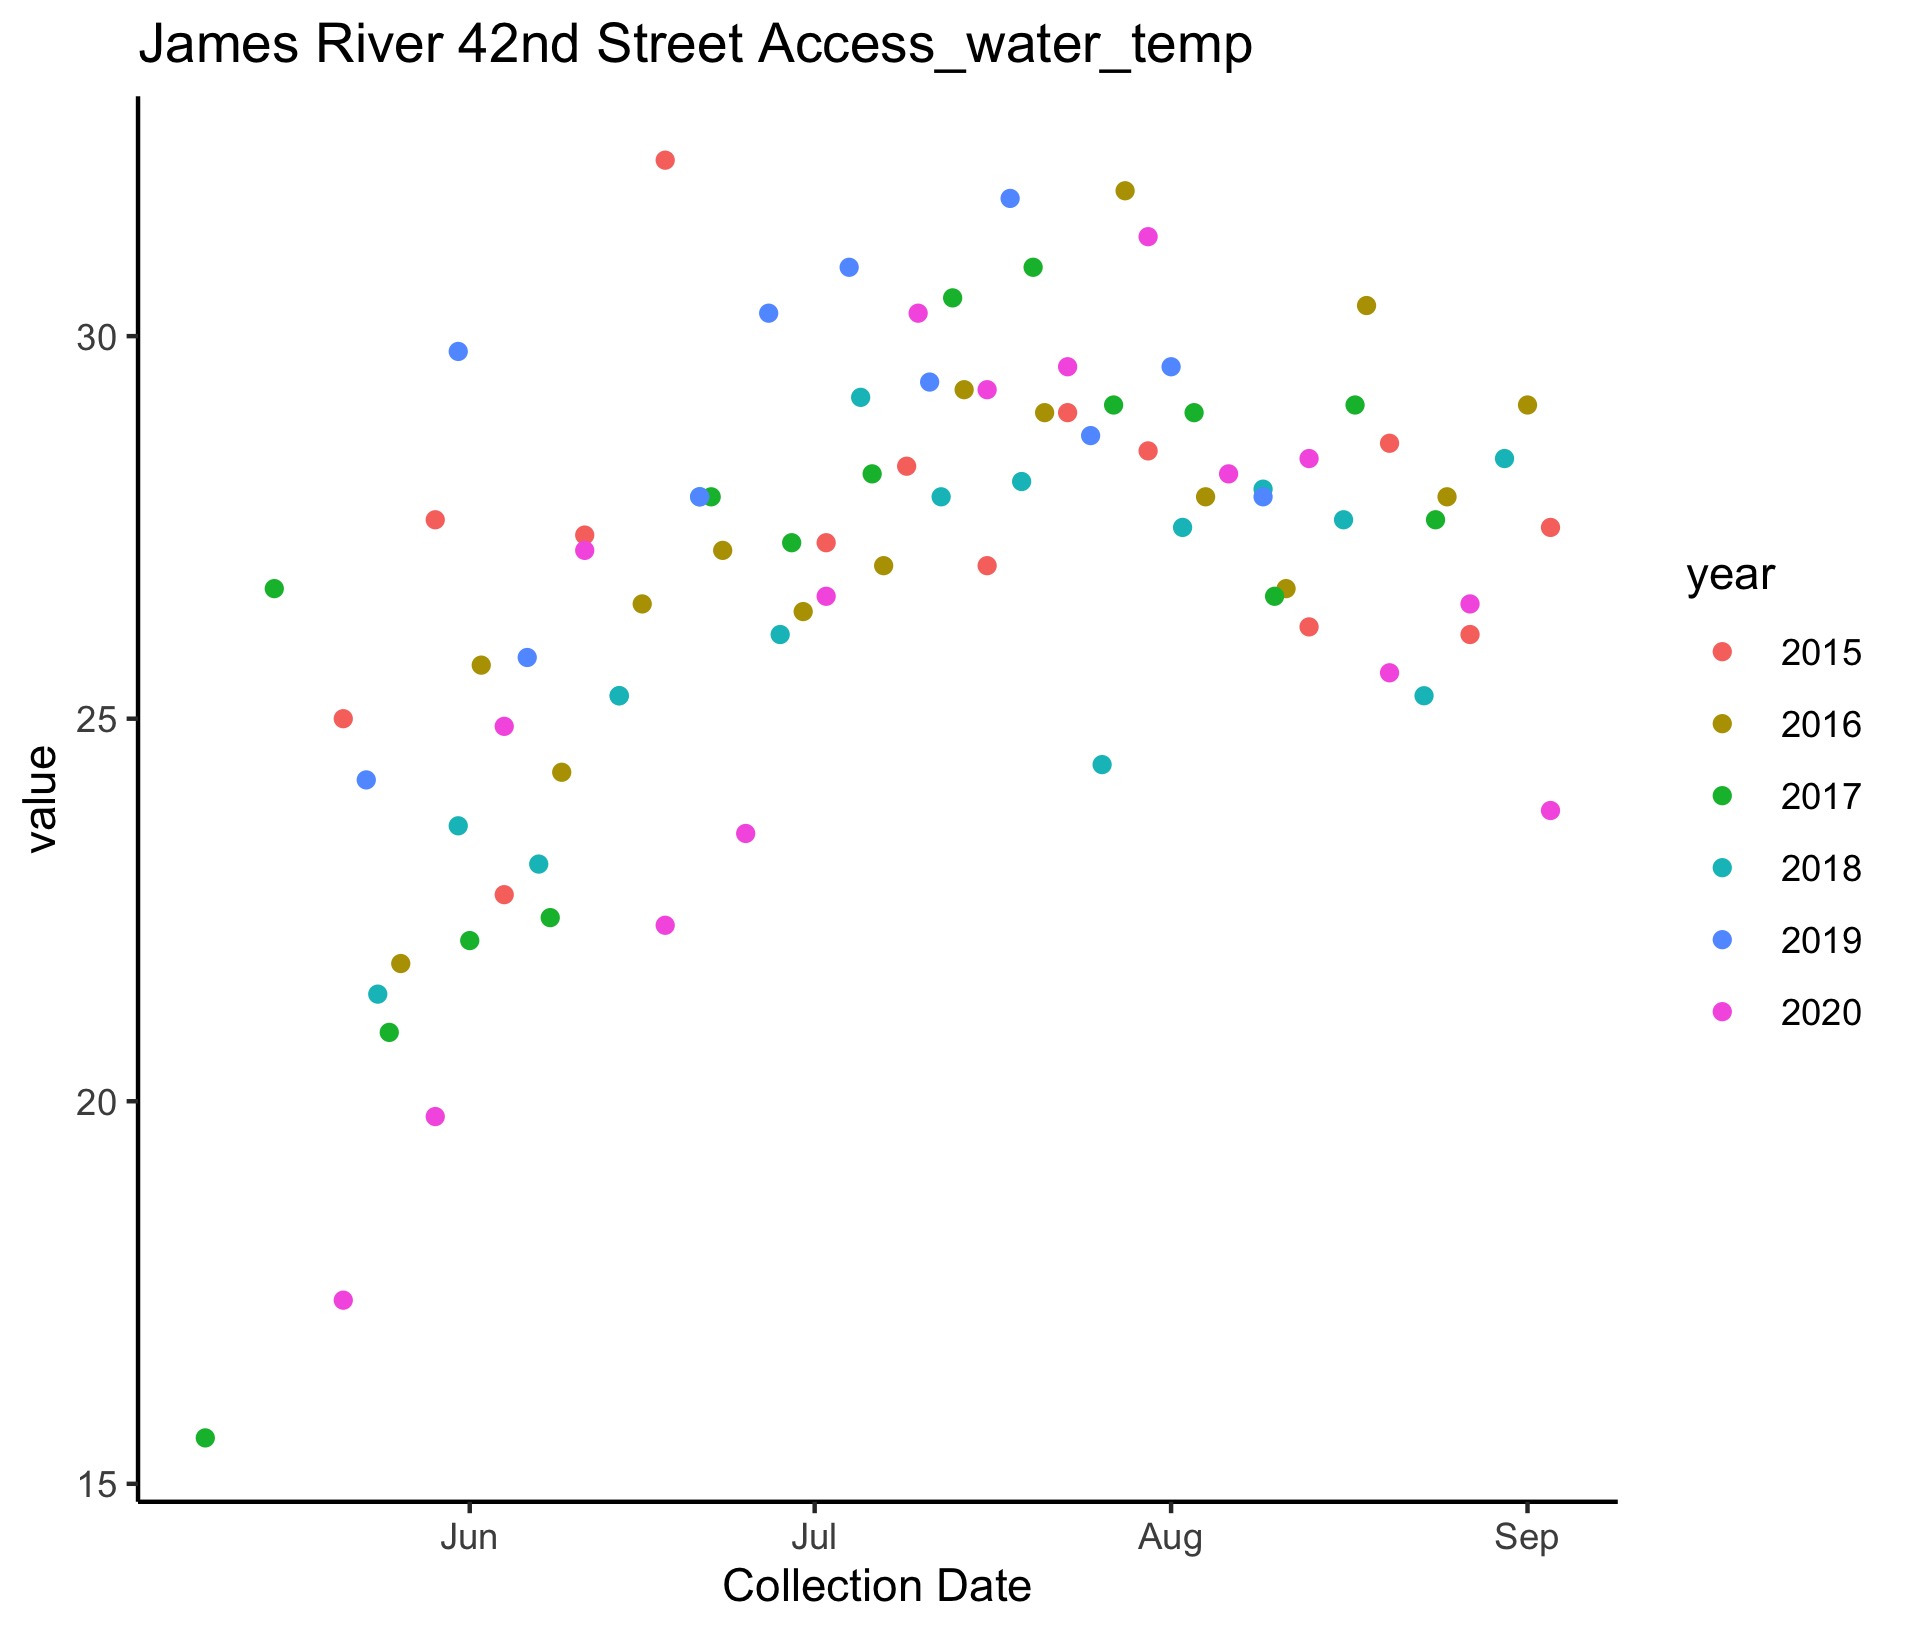 James River 42nd Street Access_water_temp
value
30
25
20
15
Jun
Jul
Aug
Sep
Collection Date
year
2015
2016
2017
2018
2019
2020